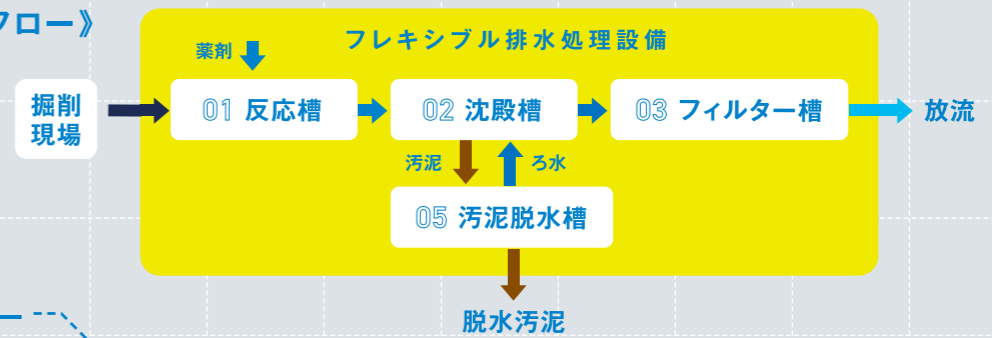 フロー》
フレキシブル排水処理設備
薬剤
掘削
現場
01 反応槽
02 沈殿槽
03 フィルター槽
放流
汚泥
ろ水
05 汚泥脱水槽
脱水汚泥